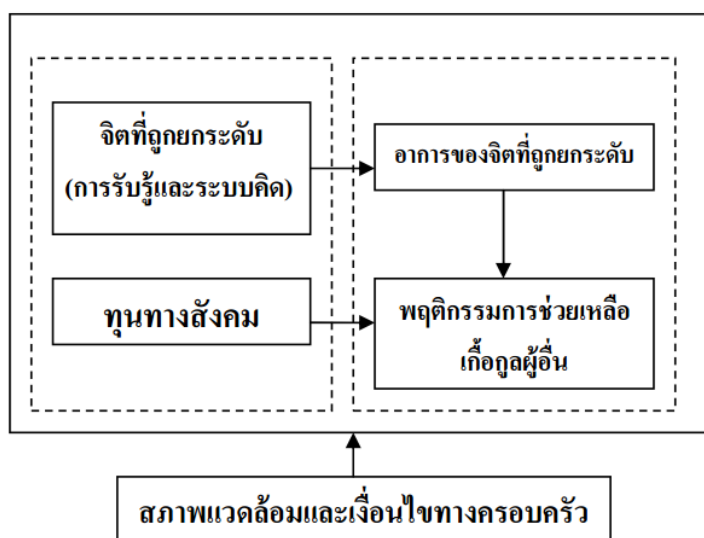 จิตที่ถูกยกระดับ
(การรับรู้และระบบคิด)
อาการของจิตที่ถูกยกระดับ
ทุนทางสังคม
พฤติกรรมการช่วยเหลือ
เกื้อกูลผู้อื่น
สภาพแวดล้อมและเงื่อนไขทางครอบครัว